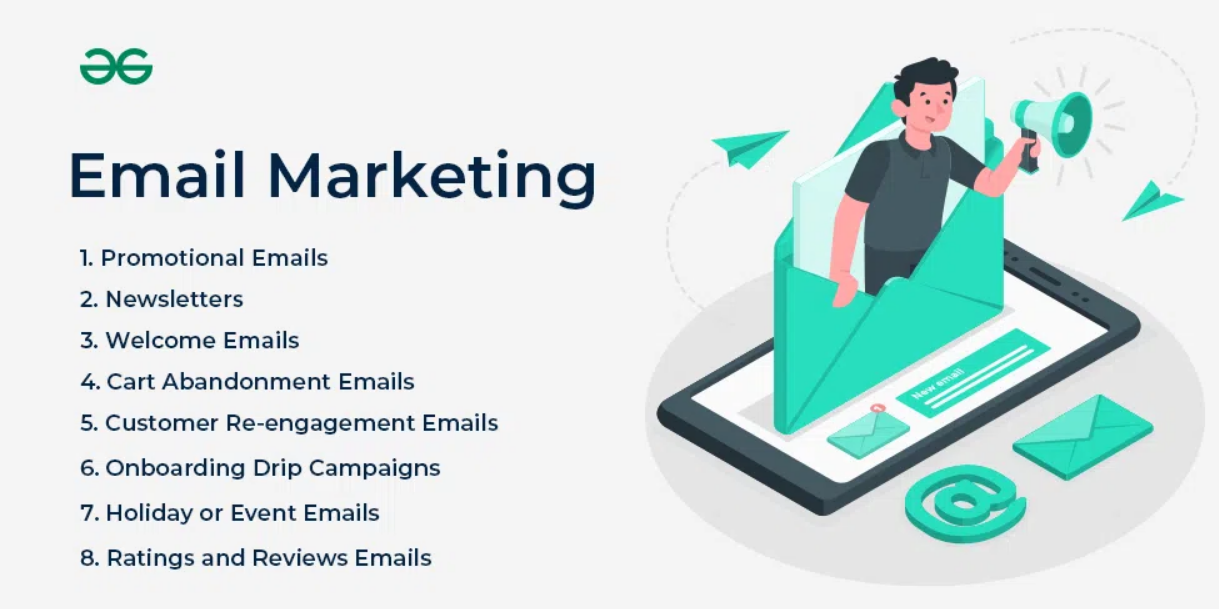 Email Marketing
1. Promotional Emails
2. Newsletters
3. Welcome Emails
4. Cart Abandonment Emails
5. Customer Re-engagement Emails
6. Onboarding Drip Campaigns
7. Holiday or Event Emails
8. Ratings and Reviews Emails
New email
@